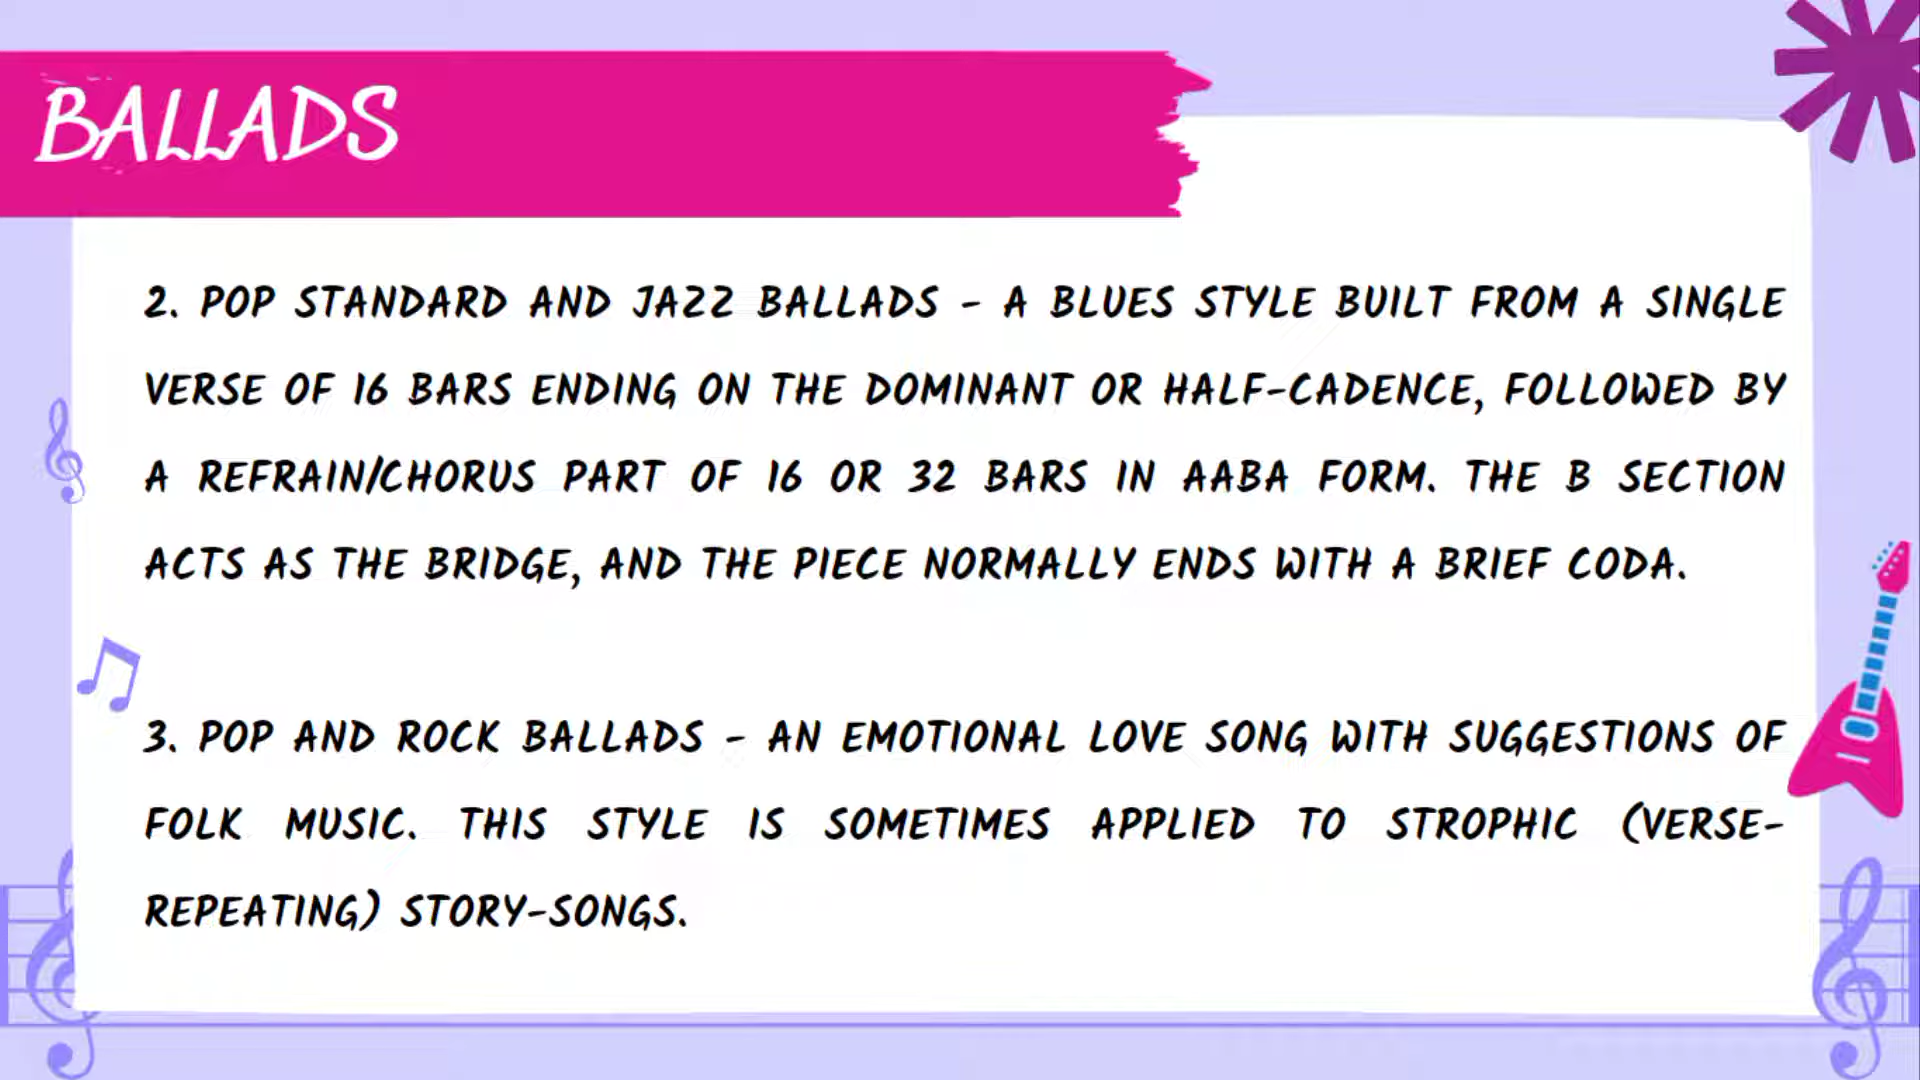 BALLADS
2. POP STANDARD AND JAZZ BALLADS - A BLUES STYLE BUILT FROM A SINGLE
VERSE OF 16 BARS ENDING ON THE DOMINANT OR HALF-CADENCE, FOLLOWED BY
A REFRAIN/CHORUS PART OF 16 OR 32 BARS IN AABA FORM. THE B SECTION
ACTS AS THE BRIDGE, AND THE PIECE NORMALLY ENDS WITH A BRIEF CODA.
3. POP AND ROCK BALLADS - AN EMOTIONAL LOVE SONG WITH SUGGESTIONS OF
FOLK MUSIC. THIS STYLE IS SOMETIMES APPLIED TO STROPHIC (VERSE-
REPEATING) STORY-SONGS.